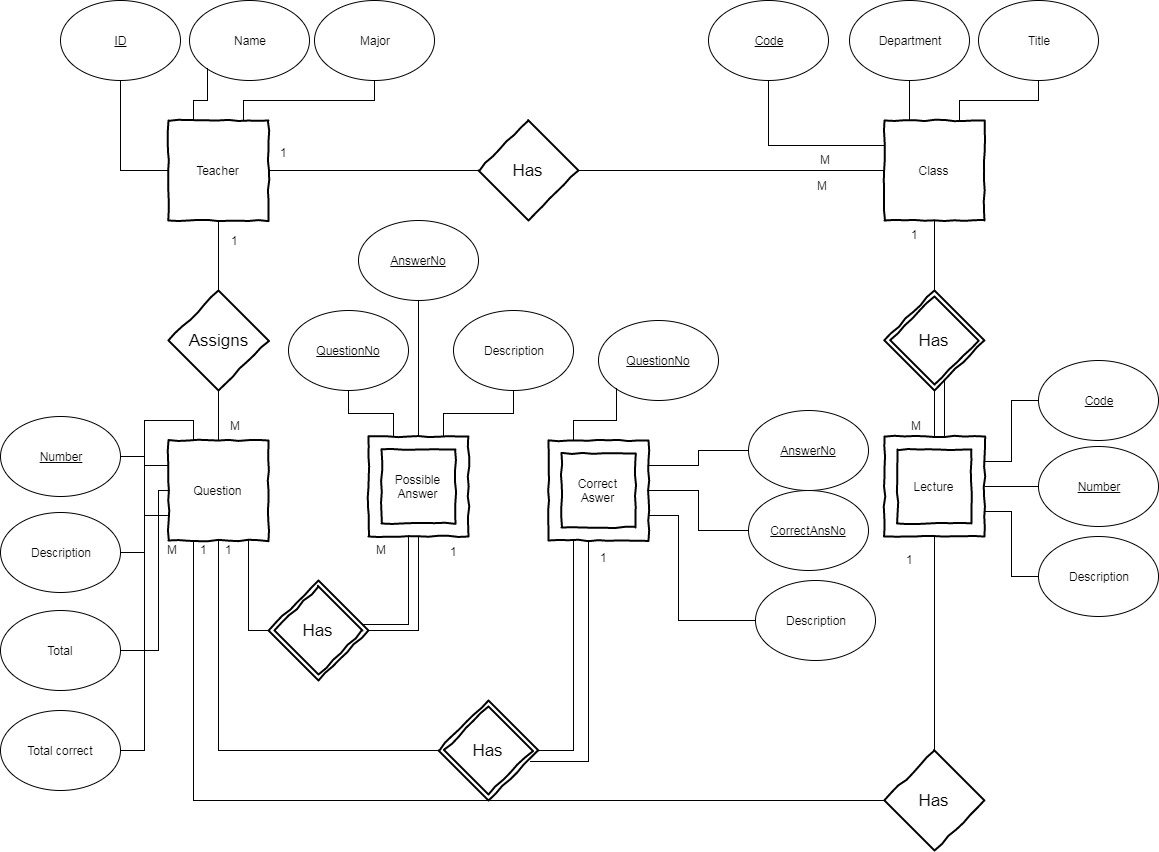 ID
Name
Major
Code
Department
Title
Teacher
1
Has
M
M
Class
1
1
AnswerNo
Assigns
QuestionNo
Description
QuestionNo
Has
Code
M
M
Number
Question
Possible
Answer
Correct
Aswer
AnswerNo
Lecture
Number
CorrectAnsNo
Description
M
1
1
M
1
1
1
Description
Description
Has
Total
Total correct
Has
Has